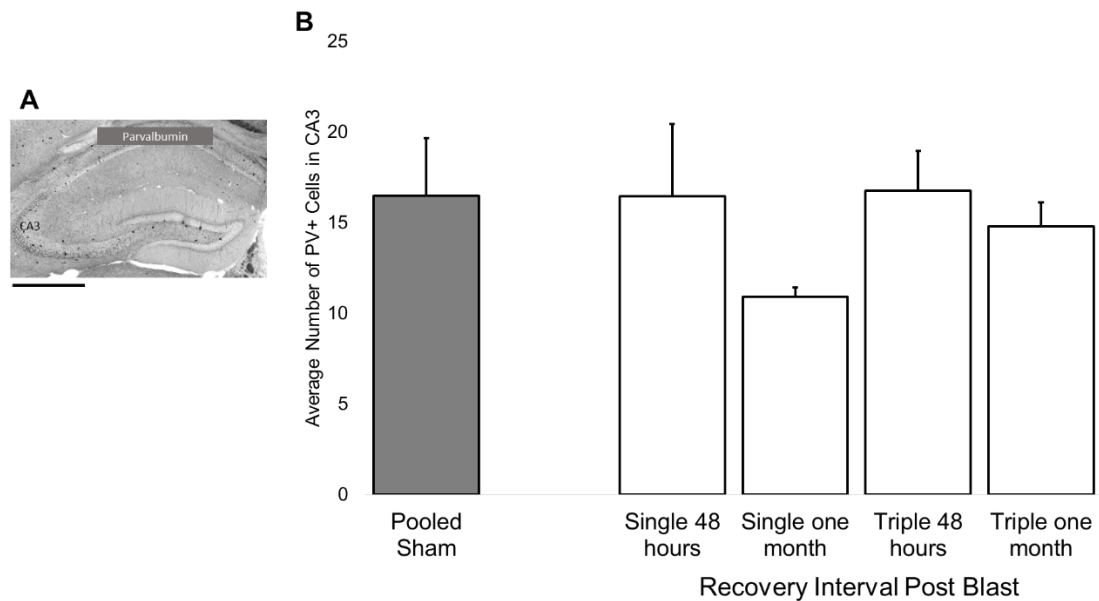 A
Parvalbumin
CA3
B
Average Number of PV+ Cells in CA3
25
20
15
10
5
0
Pooled
Sham
Single 48
hours
Single one
month
Triple 48
hours
Triple one
month
Recovery Interval Post Blast